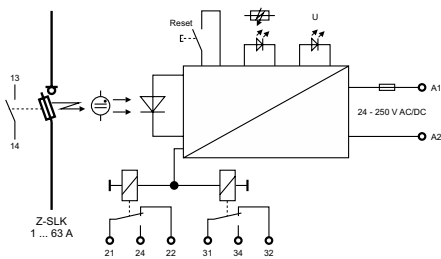 Reset
U
13
A1
24 - 250 V AC/DC
14
A2
Z-SLK
1 ... 63 A
21 24 22 31 34 32